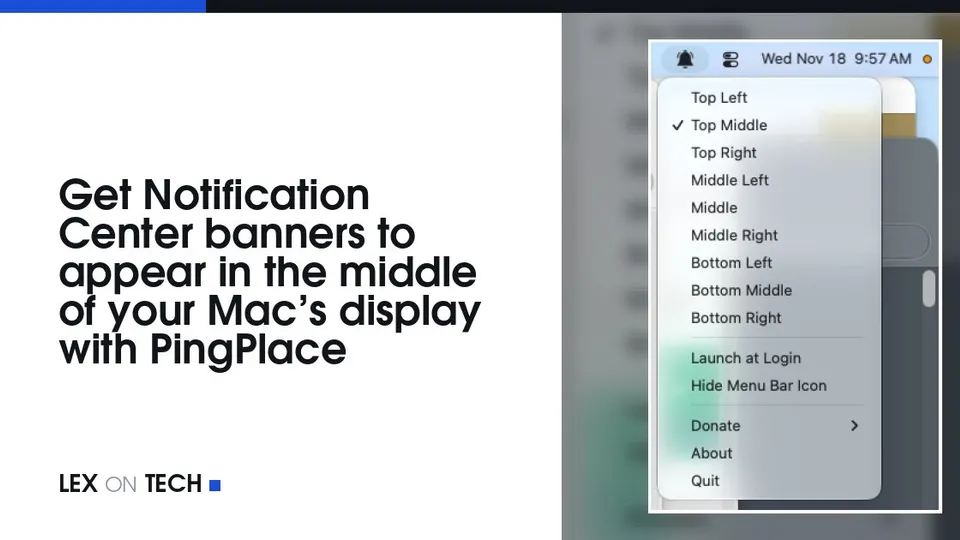 Get Notification
Center banners to
appear in the middle
of your Mac’s display
with PingPlace
LEX ON TECH
Wed Nov 18 9:57 AM
Top Left
✓ Top Middle
Top Right
Middle Left
Middle
Middle Right
Bottom Left
Bottom Middle
Bottom Right
Launch at Login
Hide Menu Bar Icon
Donate
About
Quit